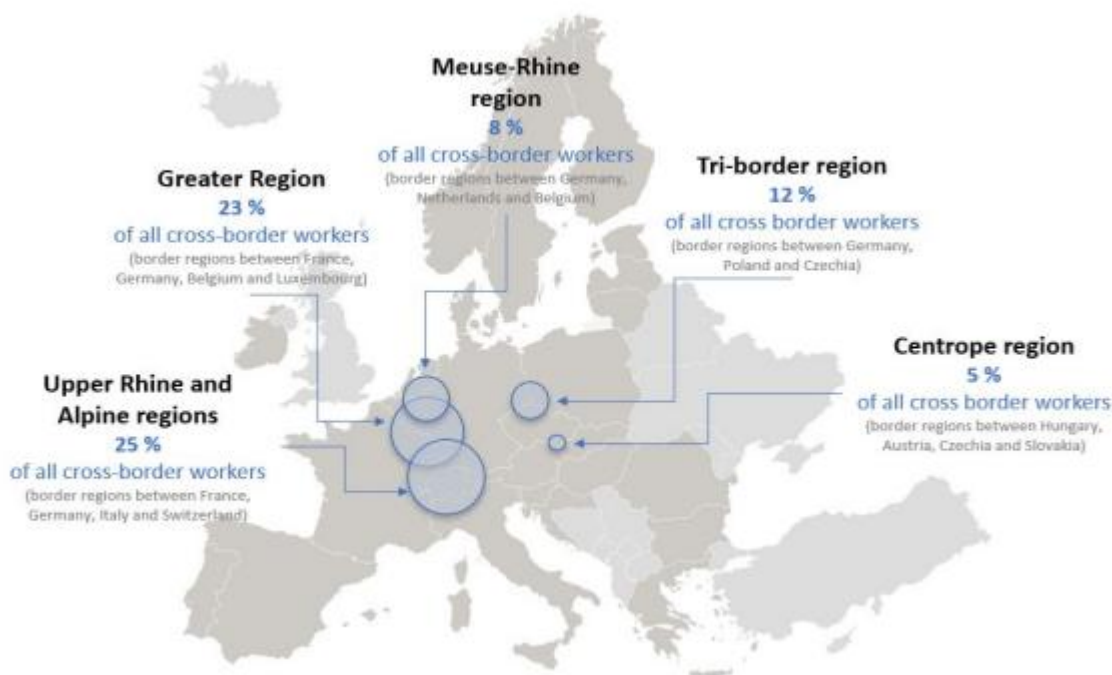 Meuse-Rhine
region
8 %
of all cross-border workers
(border regions between Germany,
Netherlands and Belgium)
Greater Region
23 %
of all cross-border workers
(border regions between France,
Germany, Belgium and Luxembourg)
Tri-border region
12 %
of all cross border workers
(border regions between Germany,
Poland and Czechia)
Upper Rhine and
Alpine regions
25 %
of all cross-border workers
(border regions between France,
Germany, Italy and Switzerland)
Centrope region
5 %
of all cross border workers
(border regions between Hungary,
Austria, Czechia and Slovakia)